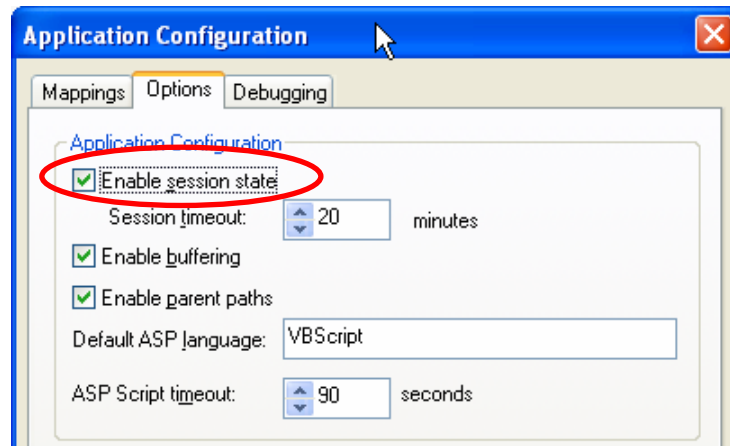 Application Configuration
Mappings Options Debugging
Application Configuration
Enable session state
Session timeout: 20 minutes
Enable buffering
Enable parent paths
Default ASP language: VBScript
ASP Script timeout: 90 seconds